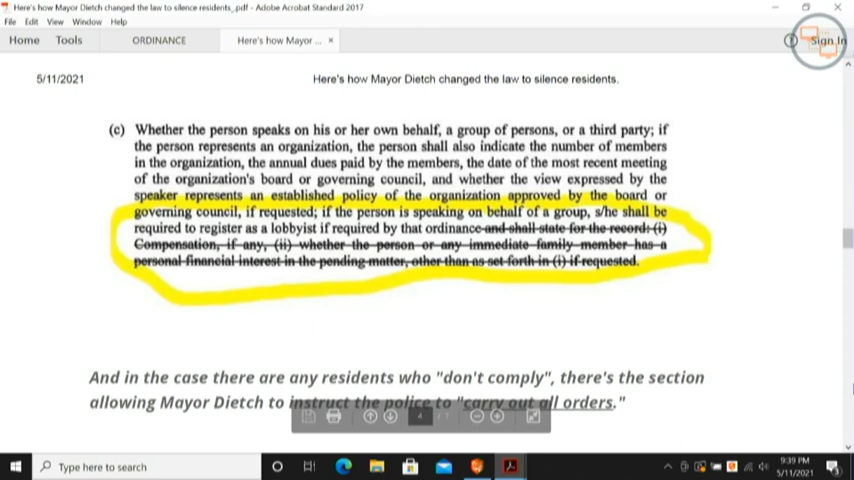 Here's how Mayor Dietch changed the law to silence residents_.pdf - Adobe Acrobat Standard 2017
File Edit View Window Help
Home Tools ORDINANCE Here's how Mayor ... × Sign In
5/11/2021 Here's how Mayor Dietch changed the law to silence residents.
(c) Whether the person speaks on his or her own behalf, a group of persons, or a third party; if
the person represents an organization, the person shall also indicate the number of members
in the organization, the annual dues paid by the members, the date of the most recent meeting
of the organization's board or governing council, and whether the view expressed by the
speaker represents an established policy of the organization approved by the board or
governing council, if requested; if the person is speaking on behalf of a group, s/he shall be
required to register as a lobbyist if required by that ordinance and shall state for the record: (i)
Compensation, if any, (ii) whether the person or any immediate family member has a
personal financial interest in the pending matter, other than as set forth in (i) if requested.
And in the case there are any residents who "don't comply", there's the section
allowing Mayor Dietch to instruct the police to "carry out all orders."
4 / 7
Type here to search
9:39 PM
5/11/2021